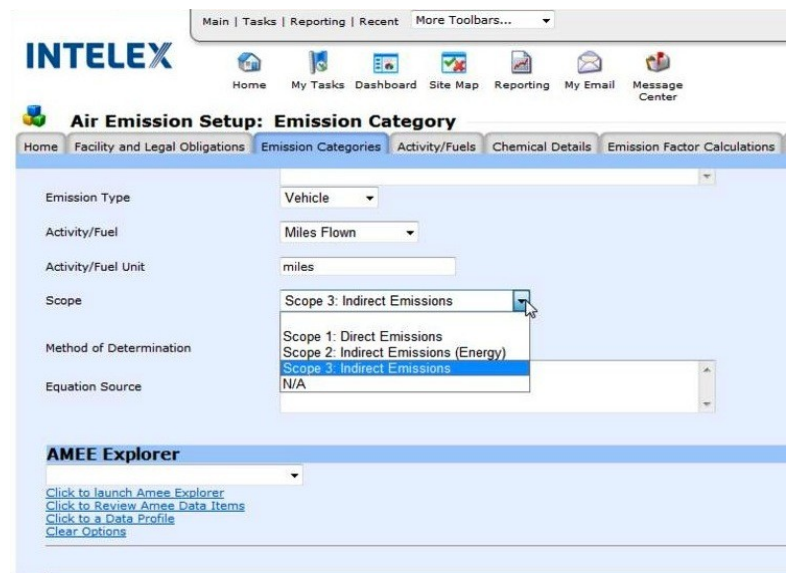 Main | Tasks | Reporting | Recent More Toolbars...
INTELEX
Home My Tasks Dashboard Site Map Reporting My Email Message Center
Air Emission Setup: Emission Category
Home Facility and Legal Obligations Emission Categories Activity/Fuels Chemical Details Emission Factor Calculations
Emission Type Vehicle
Activity/Fuel Miles Flown
Activity/Fuel Unit miles
Scope Scope 3: Indirect Emissions
Scope 1: Direct Emissions
Method of Determination Scope 2: Indirect Emissions (Energy)
Scope 3: Indirect Emissions
Equation Source N/A
AMEE Explorer
Click to launch Amee Explorer
Click to Review Amee Data Items
Click to a Data Profile
Clear Options